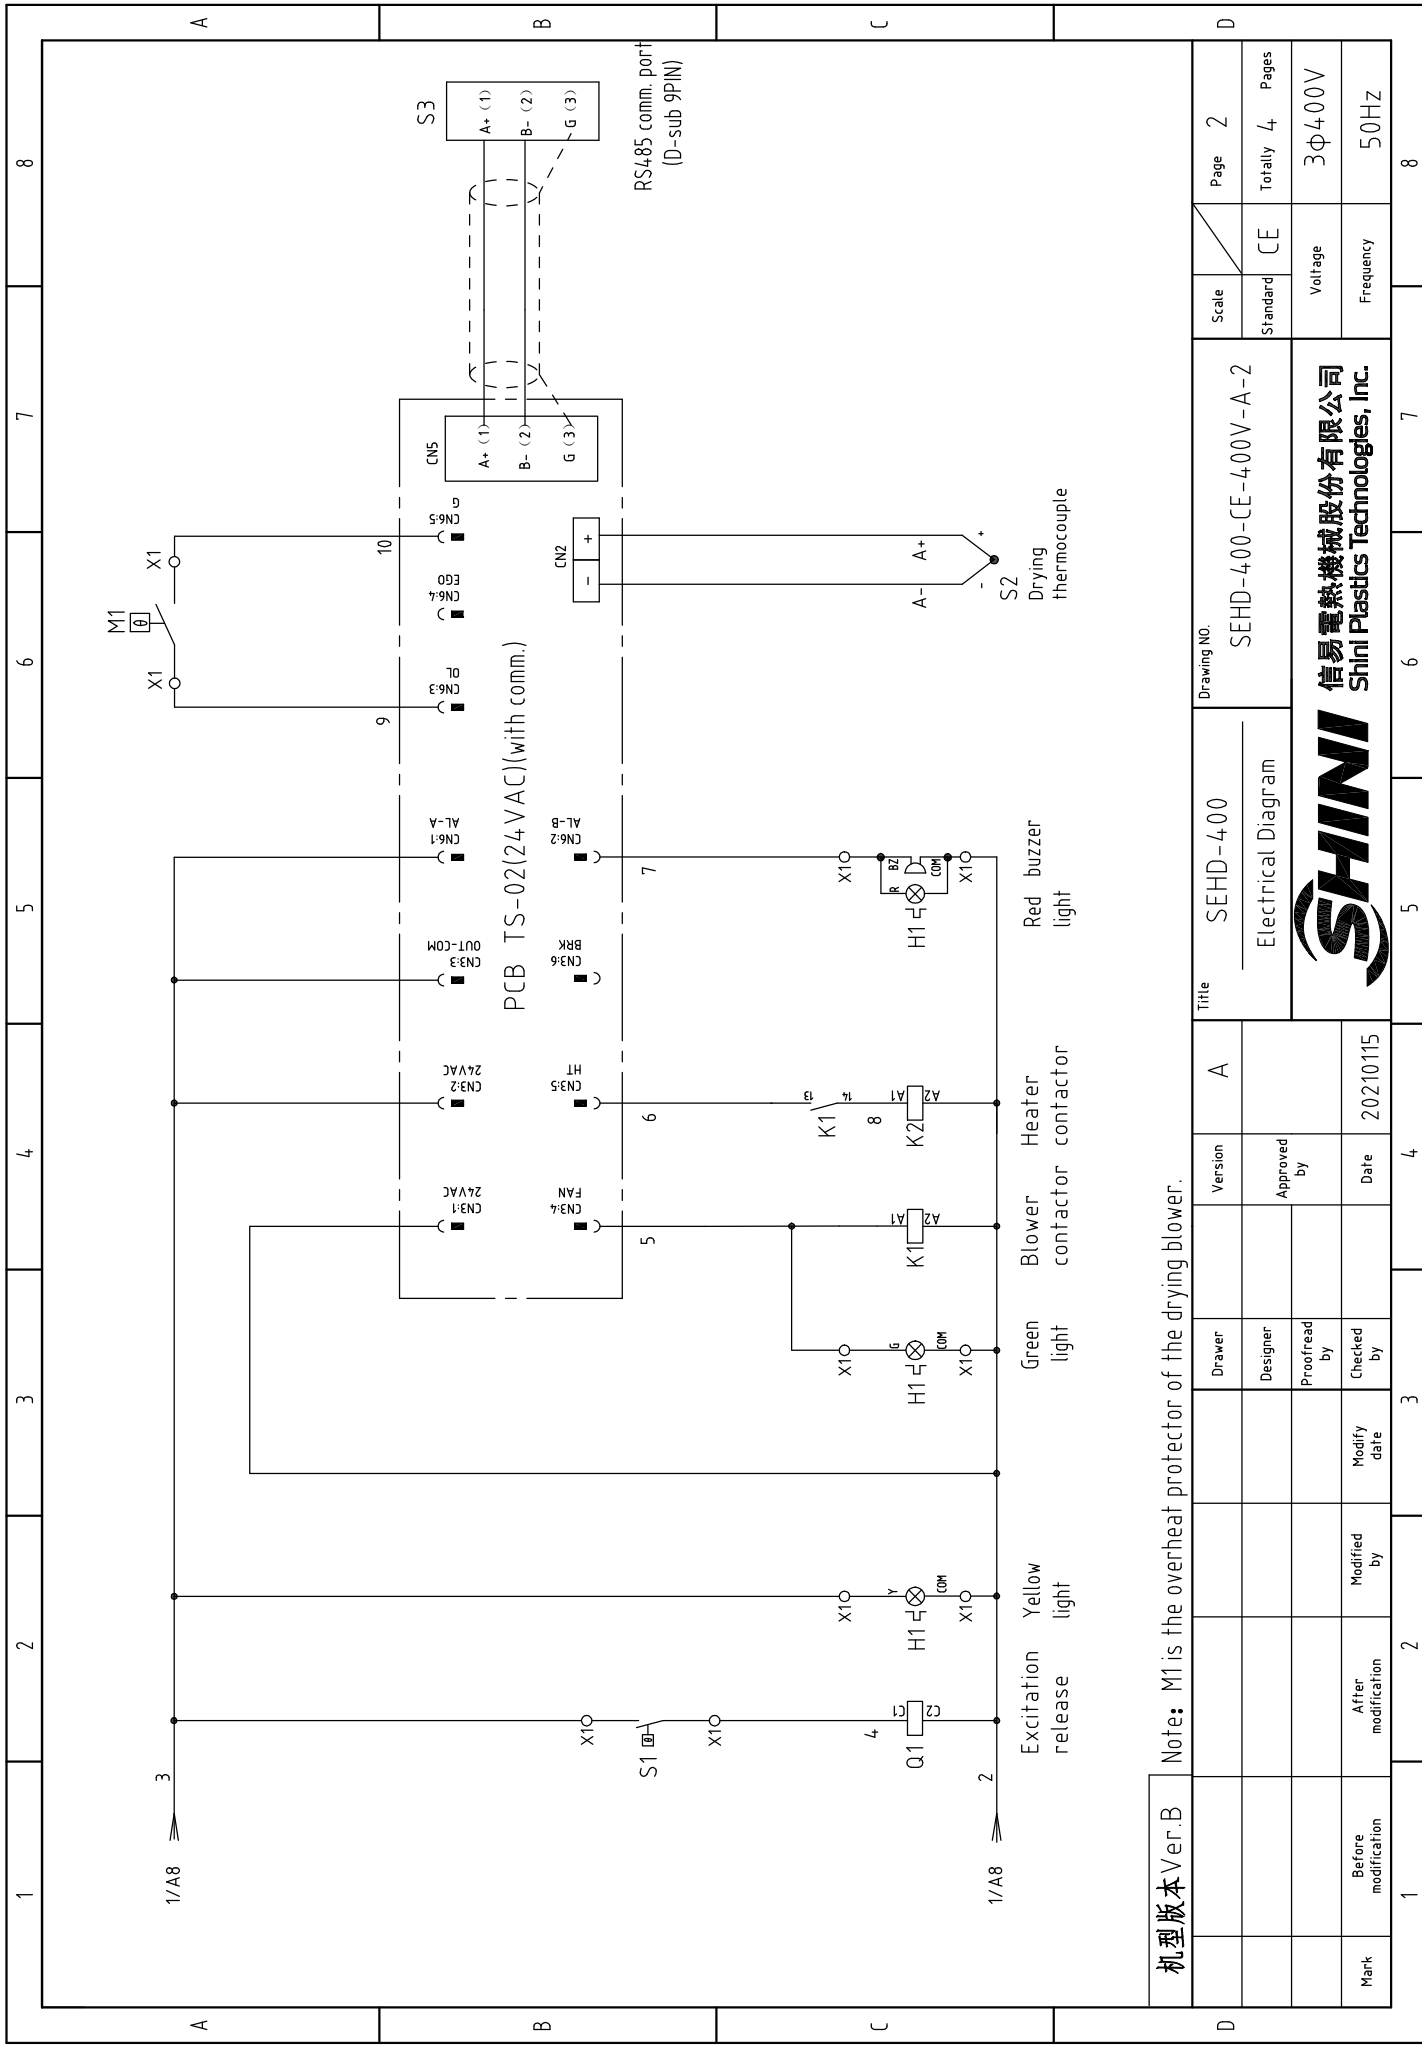 1 2 3 4 5 6 7 8
A A
B B
C C
D D
1/A8
3
M1
θ
X1
X1
9
10
S3
A+ (1)
B- (2)
G (3)
RS485 comm. port
(D-sub 9PIN)
CN5
A+ (1)
B- (2)
G (3)
CN3:1
24VAC
CN3:2
24VAC
CN3:3
OUT-COM
CN6:1
AL-A
CN6:3
OL
CN6:4
EGO
CN6:5
G
PCB TS-02(24VAC)(with comm.)
CN3:4
FAN
CN3:5
HT
CN3:6
BRK
CN6:2
AL-B
CN2
- +
5
6
7
X1
S1
θ
X1
4
Q1
C1
C2
X1
H1
Y
COM
X1
X1
H1
G
COM
X1
K1
A1
A2
K1
13
14
8
K2
A1
A2
X1
H1
R
BZ
COM
X1
A- A+
- +
S2
Drying
thermocouple
1/A8
2
Excitation
release
Yellow
light
Green
light
Blower
contactor
Heater
contactor
Red buzzer
light
机型版本Ver.B
Note: M1 is the overheat protector of the drying blower.
Mark
Before
modification
After
modification
Modified
by
Modify
date
Drawer
Designer
Proofread
by
Checked
by
Version
A
Approved
by
Date
20210115
Title
SEHD-400
Electrical Diagram
Drawing NO.
SEHD-400-CE-400V-A-2
SHINI
信易電熱機械股份有限公司
Shini Plastics Technologies, Inc.
Scale
Page 2
Standard CE
Totally 4 Pages
Voltage 3φ400V
Frequency 50Hz
1 2 3 4 5 6 7 8